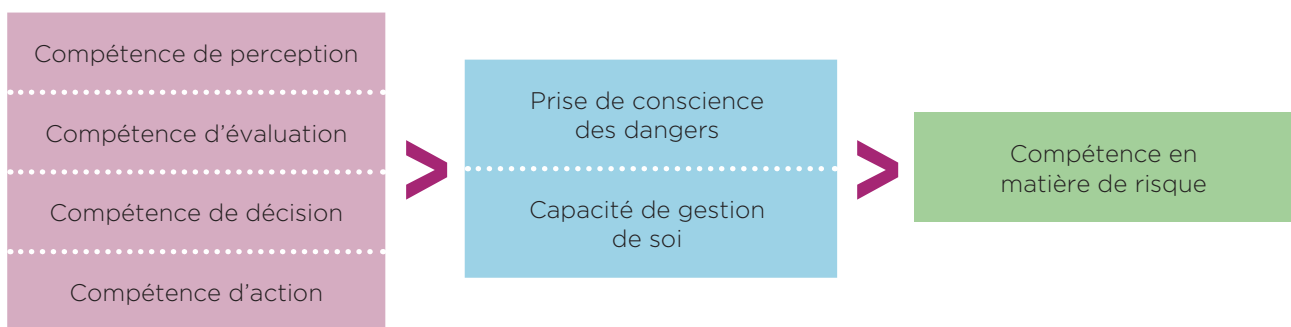 Compétence de perception
Compétence d’évaluation
Compétence de décision
Compétence d’action
>
Prise de conscience
des dangers
Capacité de gestion
de soi
>
Compétence en
matière de risque